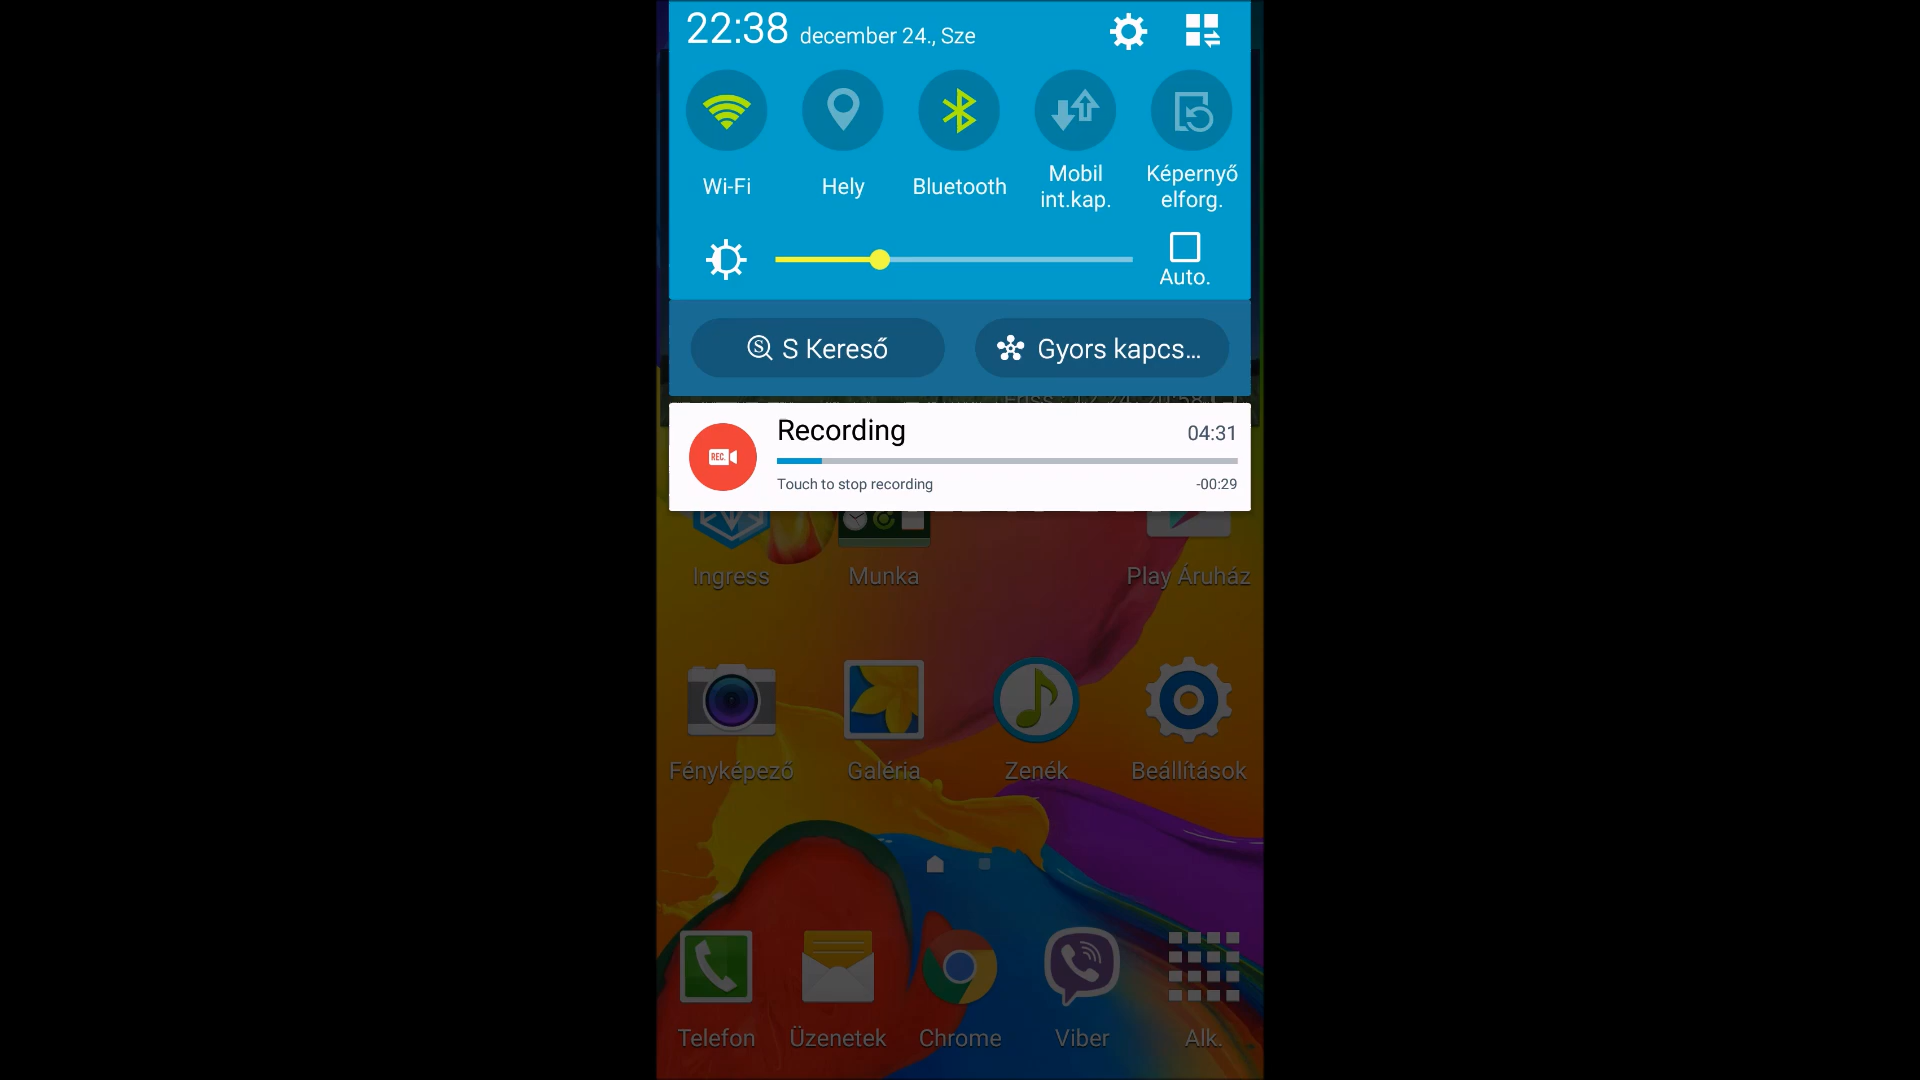 22:38 december 24., Sze
Wi-Fi
Hely
Bluetooth
Mobil
int.kap.
Képernyő
elforg.
Auto.
S Kereső
Gyors kapcs...
Recording 04:31
REC.
Touch to stop recording -00:29
Ingress
Munka
Play Áruház
Fényképező
Galéria
Zenék
Beállítások
Telefon
Üzenetek
Chrome
Viber
Alk.